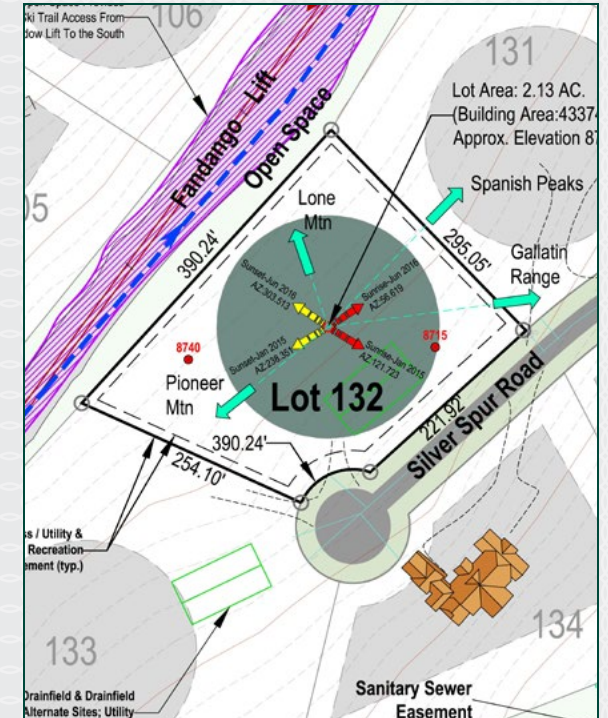 106
Ski Trail Access From
dow Lift To the South
Fandango Lift
Open Space
131
Lot Area: 2.13 AC.
(Building Area:43374
Approx. Elevation 87
05
Spanish Peaks
Lone
Mtn
390.24'
295.05'
Gallatin
Range
Sunset-Jun 2016
AZ:303.513
Sunrise-Jun 2016
AZ:56.619
8740
8715
Sunset-Jan 2015
AZ:238.351
Sunrise-Jan 2015
AZ:121.723
Pioneer
Mtn
Lot 132
221.92'
Silver Spur Road
390.24'
254.10'
ss / Utility &
Recreation
ement (typ.)
133
134
Drainfield & Drainfield
Alternate Sites; Utility
Sanitary Sewer
Easement